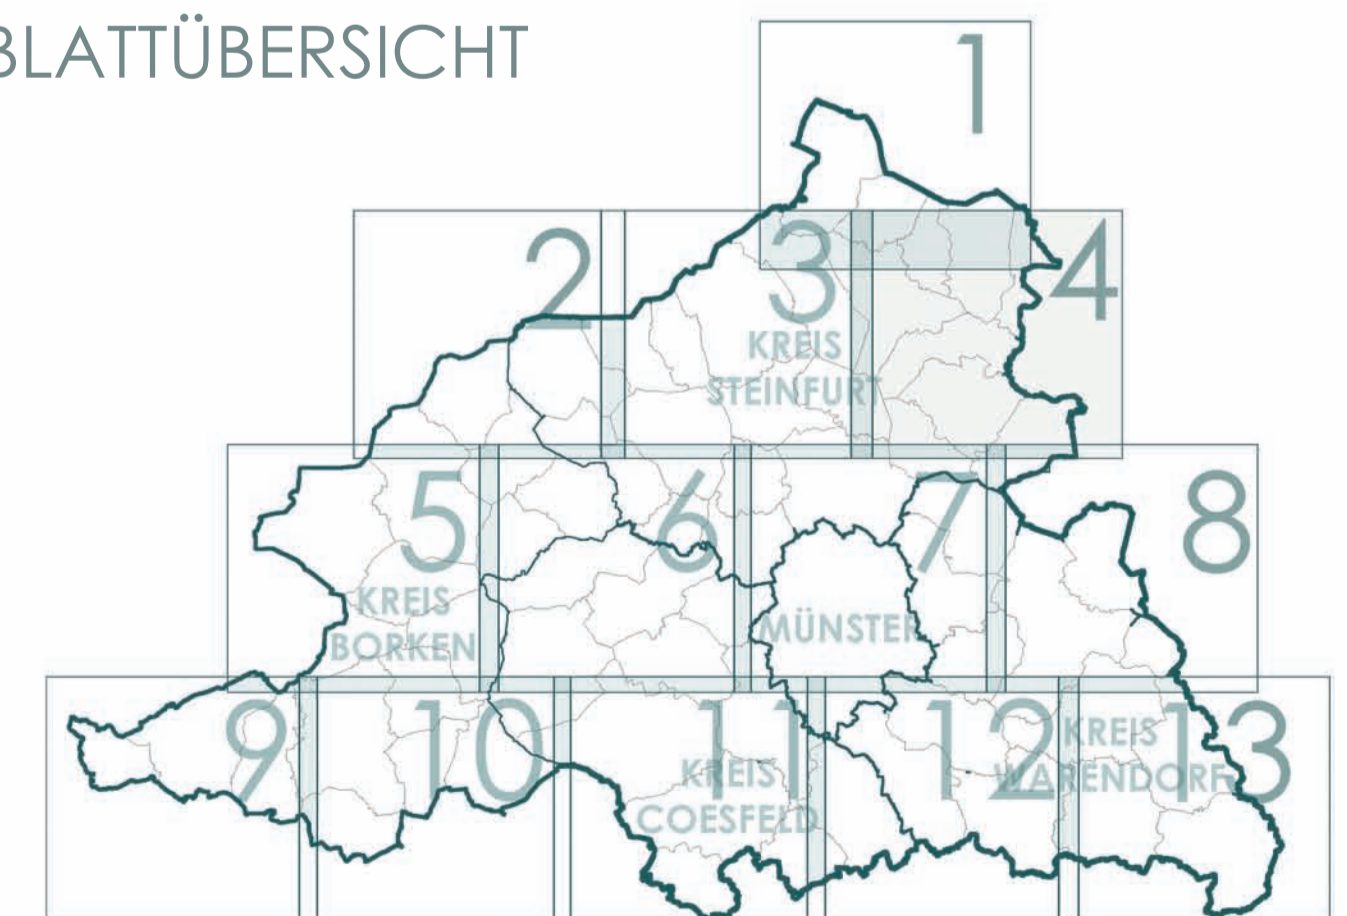 BLATTÜBERSICHT
1
2
3
4
KREIS
STEINFURT
5
6
7
8
KREIS
BORKEN
MÜNSTER
9
10
11
12
13
KREIS
WARENDORF
KREIS
COESFELD